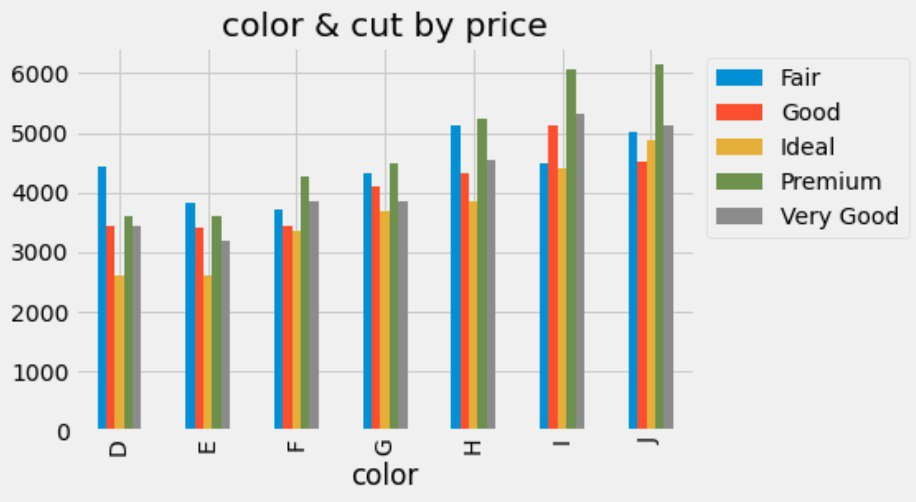 color & cut by price
6000
5000
4000
3000
2000
1000
0
D E F G H I J
color
Fair
Good
Ideal
Premium
Very Good